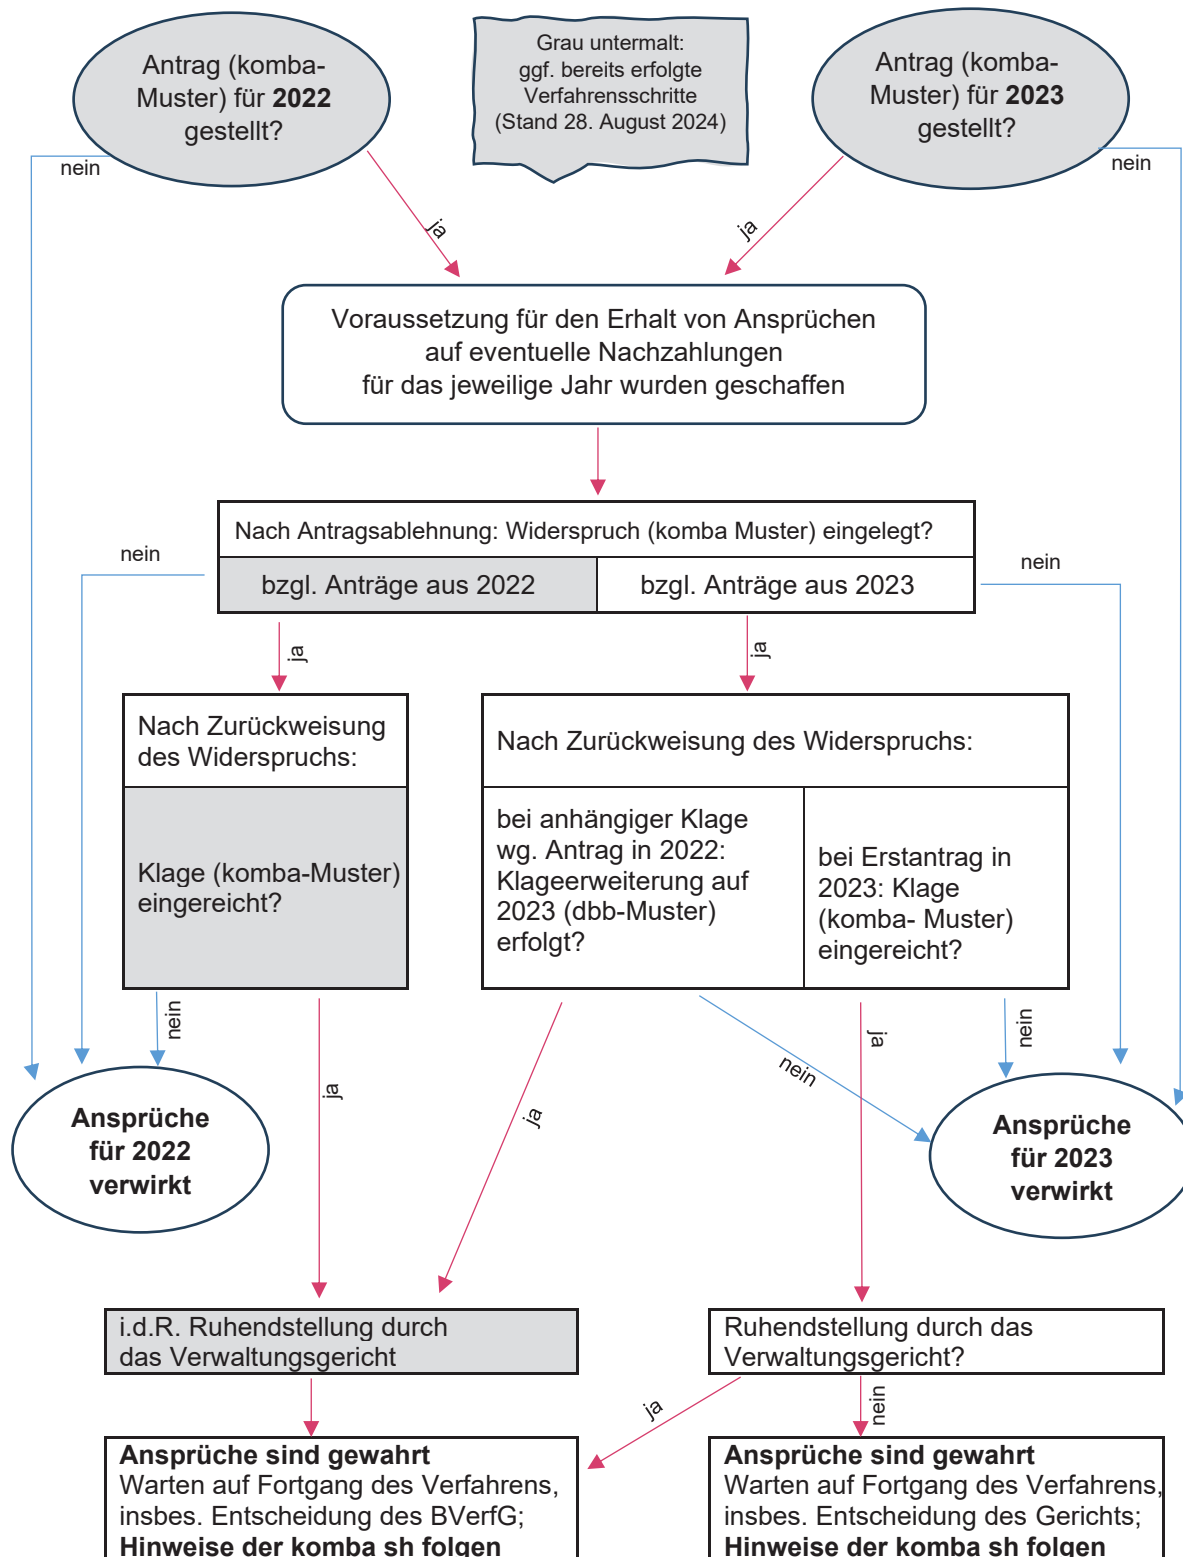 Antrag (komba-
Muster) für 2022
gestellt?
Grau untermalt:
ggf. bereits erfolgte
Verfahrensschritte
(Stand 28. August 2024)
Antrag (komba-
Muster) für 2023
gestellt?
nein
nein
ja
ja
Voraussetzung für den Erhalt von Ansprüchen
auf eventuelle Nachzahlungen
für das jeweilige Jahr wurden geschaffen
Nach Antragsablehnung: Widerspruch (komba Muster) eingelegt?
nein
nein
bzgl. Anträge aus 2022
bzgl. Anträge aus 2023
ja
ja
Nach Zurückweisung
des Widerspruchs:
Klage (komba-Muster)
eingereicht?
Nach Zurückweisung des Widerspruchs:
bei anhängiger Klage
wg. Antrag in 2022:
Klageerweiterung auf
2023 (dbb-Muster)
erfolgt?
bei Erstantrag in
2023: Klage
(komba- Muster)
eingereicht?
nein
ja
ja
nein
ja
nein
Ansprüche
für 2022
verwirkt
Ansprüche
für 2023
verwirkt
i.d.R. Ruhendstellung durch
das Verwaltungsgericht
Ruhendstellung durch das
Verwaltungsgericht?
ja
nein
Ansprüche sind gewahrt
Warten auf Fortgang des Verfahrens,
insbes. Entscheidung des BVerfG;
Hinweise der komba sh folgen
Ansprüche sind gewahrt
Warten auf Fortgang des Verfahrens,
insbes. Entscheidung des Gerichts;
Hinweise der komba sh folgen